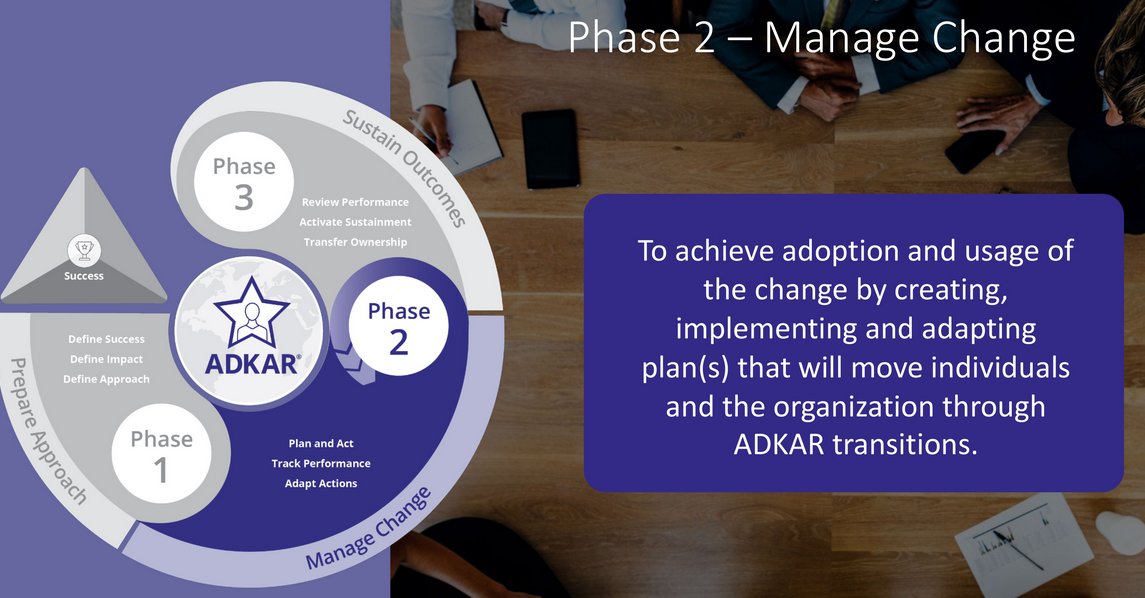 Phase 2 – Manage Change
Sustain Outcomes
Phase
3
Review Performance
Activate Sustainment
Transfer Ownership
Success
ADKAR®
Phase
2
Define Success
Define Impact
Define Approach
Prepare Approach
Phase
1
Plan and Act
Track Performance
Adapt Actions
Manage Change
To achieve adoption and usage of
the change by creating,
implementing and adapting
plan(s) that will move individuals
and the organization through
ADKAR transitions.